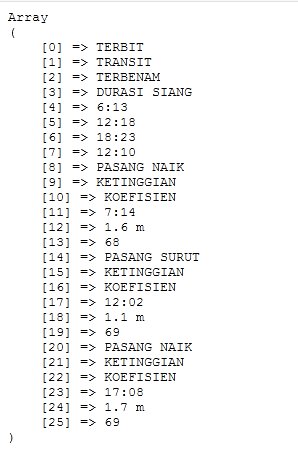 Array
(
[0] => TERBIT
[1] => TRANSIT
[2] => TERBENAM
[3] => DURASI SIANG
[4] => 6:13
[5] => 12:18
[6] => 18:23
[7] => 12:10
[8] => PASANG NAIK
[9] => KETINGGIAN
[10] => KOEFISIEN
[11] => 7:14
[12] => 1.6 m
[13] => 68
[14] => PASANG SURUT
[15] => KETINGGIAN
[16] => KOEFISIEN
[17] => 12:02
[18] => 1.1 m
[19] => 69
[20] => PASANG NAIK
[21] => KETINGGIAN
[22] => KOEFISIEN
[23] => 17:08
[24] => 1.7 m
[25] => 69
)